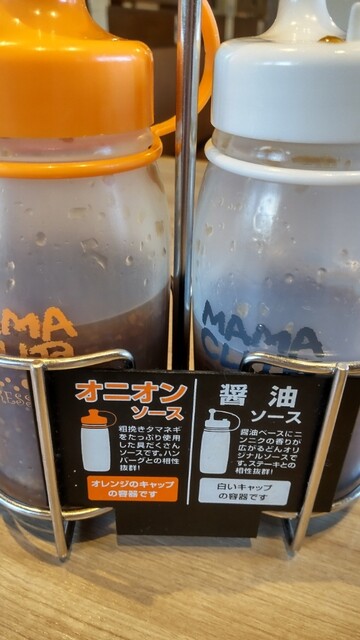 MAMA
MAMA
オニオン
ソース
粗挽きタマネギ
をたっぷり使用
した具だくさん
ソースです。ハン
バーグとの相性
抜群!
オレンジのキャップ
の容器です
醤油
ソース
醤油ベースにニ
ンニクの香りが
広がるどんオリ
ジナルソースで
す。ステーキとの
相性抜群!
白いキャップ
の容器です